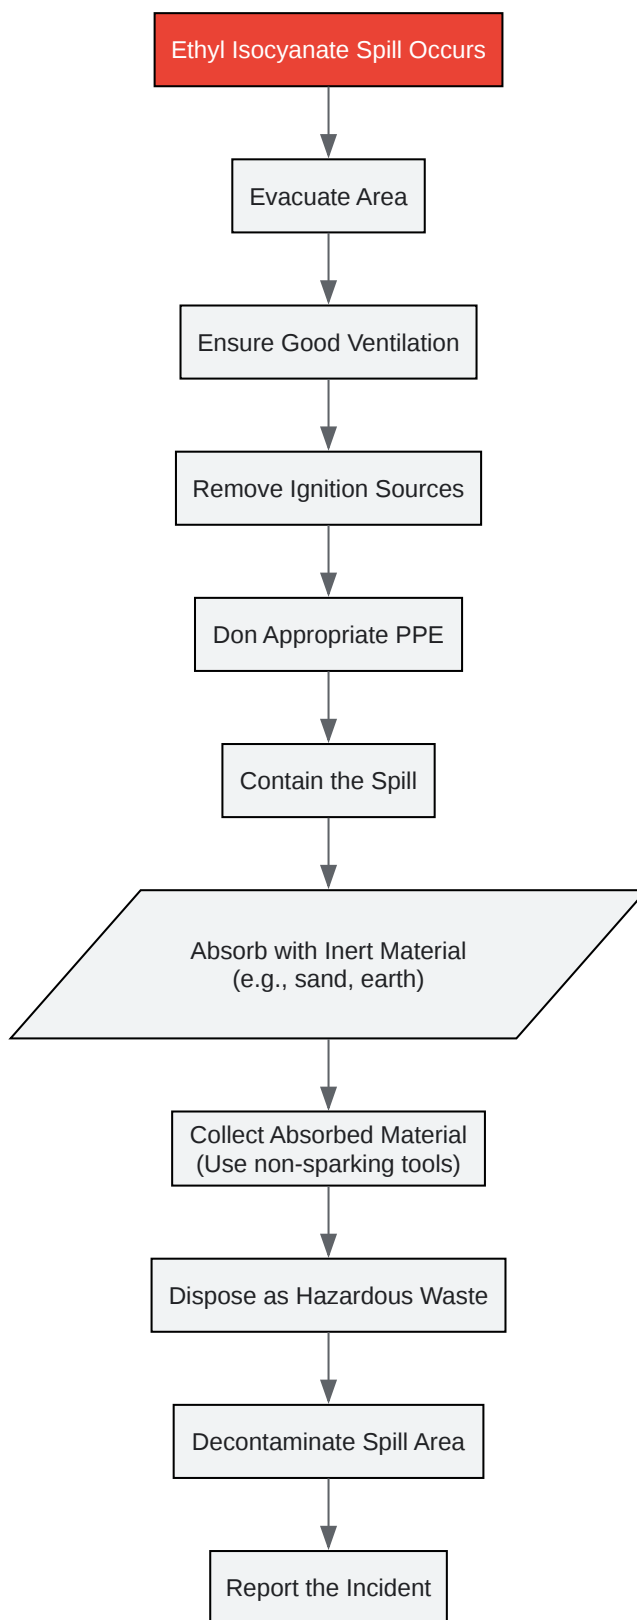 Ethyl Isocyanate Spill Occurs
Evacuate Area
Ensure Good Ventilation
Remove Ignition Sources
Don Appropriate PPE
Contain the Spill
Absorb with Inert Material
(e.g., sand, earth)
Collect Absorbed Material
(Use non-sparking tools)
Dispose as Hazardous Waste
Decontaminate Spill Area
Report the Incident